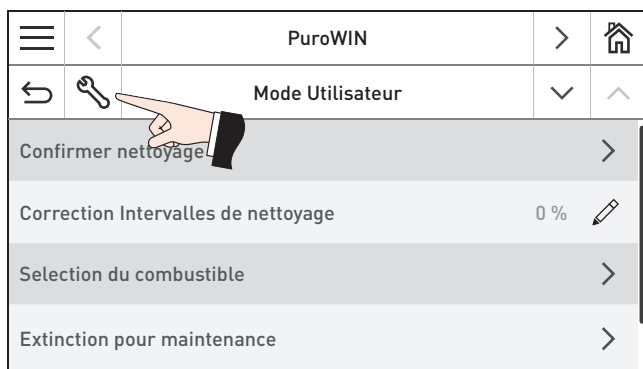 PuroWIN
Mode Utilisateur
Confirmer nettoyage
Correction Intervalles de nettoyage 0 %
Selection du combustible
Extinction pour maintenance